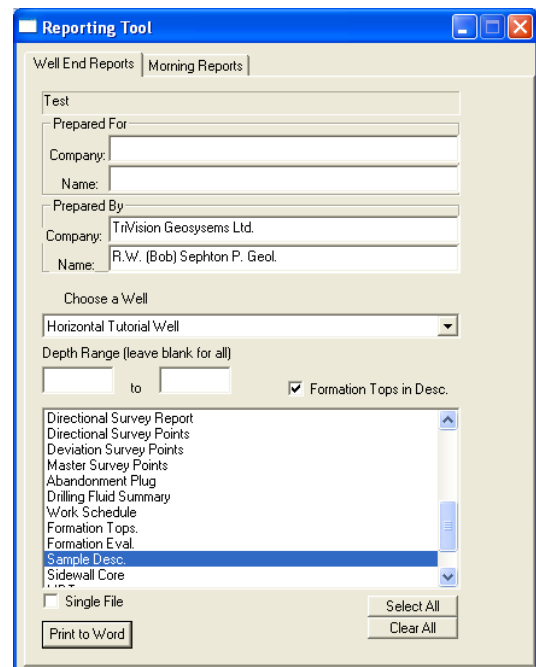 Reporting Tool
Well End Reports Morning Reports
Test
Prepared For
Company:
Name:
Prepared By
Company: TriVision Geosysems Ltd.
Name: R.W. (Bob) Sephton P. Geol.
Choose a Well
Horizontal Tutorial Well
Depth Range (leave blank for all)
to Formation Tops in Desc.
Directional Survey Report
Directional Survey Points
Deviation Survey Points
Master Survey Points
Abandonment Plug
Drilling Fluid Summary
Work Schedule
Formation Tops.
Formation Eval.
Sample Desc.
Sidewall Core
Single File Select All
Print to Word Clear All